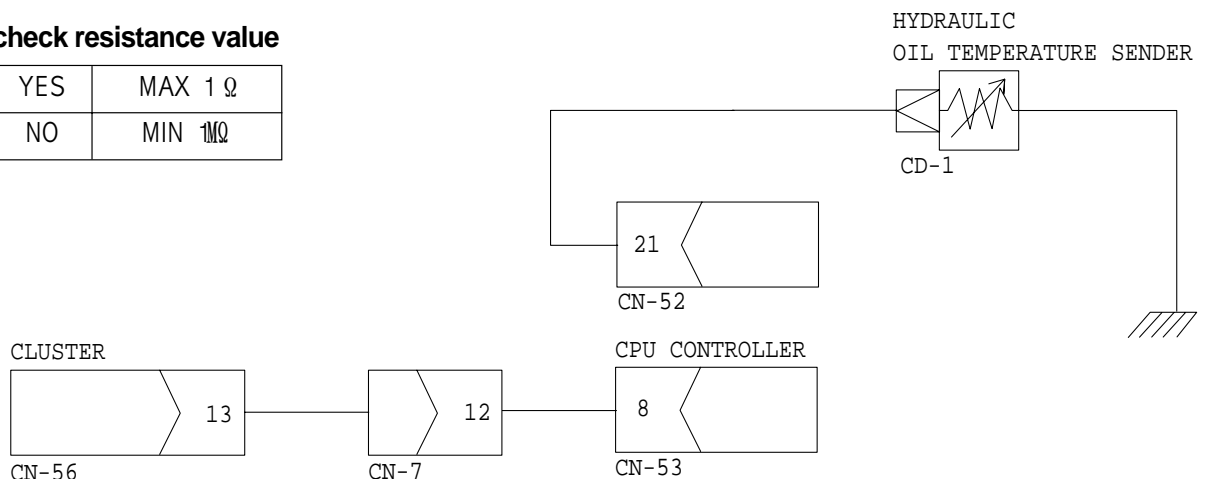 check resistance value
YES MAX 1 Ω
NO MIN 1MΩ
HYDRAULIC
OIL TEMPERATURE SENDER
CD-1
21
CN-52
CLUSTER
13
CN-56
12
CN-7
CPU CONTROLLER
8
CN-53